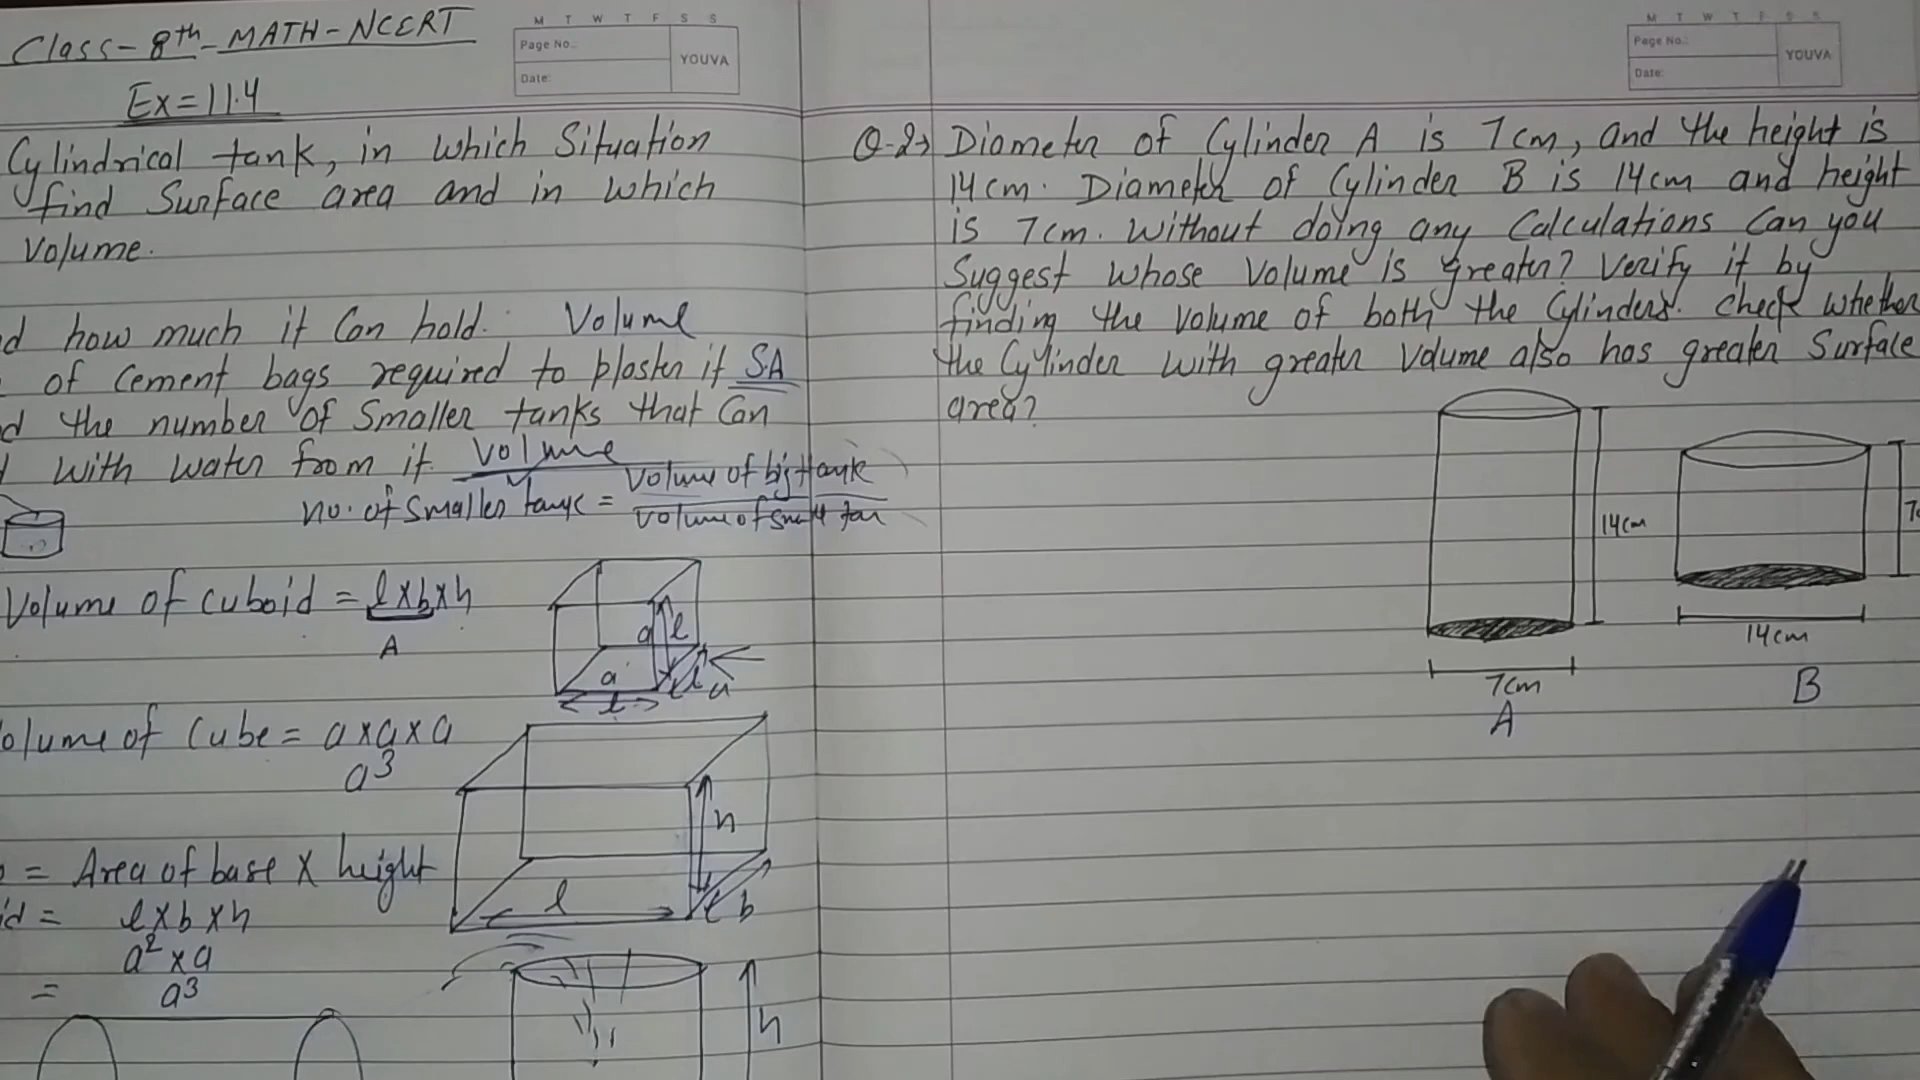 Class-8th-MATH-NCERT
Ex=11.4
M T W T F S S
Page No.:
Date:
YOUVA
Cylindrical tank, in which Situation
find Surface area and in which
Volume.
how much it Can hold. Volume
of Cement bags required to plaster it S.A
the number of Smaller tanks that Can
with water from it. Volume
no. of Smaller tank = Volume of big tank
Volume of small tan
Volume of cuboid = l×b×h
A
a l
a l a
l
olume of Cube = a×a×a
a³
h
= Area of base × height
l b
id = l×b×h
a²×a
= a³
h
M T W T F S S
Page No.:
Date:
YOUVA
Q-2→ Diameter of Cylinder A is 7cm, and the height is
14cm. Diameter of Cylinder B is 14cm and height
is 7cm. Without doing any Calculations Can you
Suggest whose Volume is greater? Verify it by
finding the volume of both the Cylinders. Check whether
the Cylinder with greater Volume also has greater Surface
area?
14cm
7cm
A
14cm
B